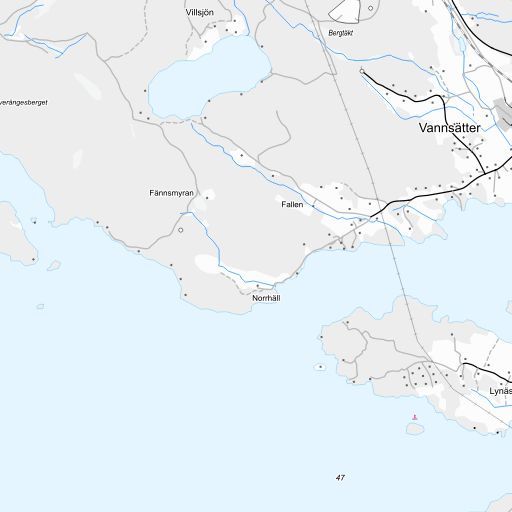 Villsjön
Bergtäkt
verängesberget
Vannsätter
Fännsmyran
Fallen
Norrhäll
Lynäs
47